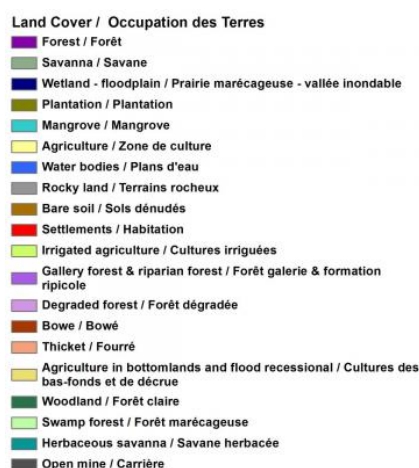 Land Cover / Occupation des Terres
Forest / Forêt
Savanna / Savane
Wetland - floodplain / Prairie marécageuse - vallée inondable
Plantation / Plantation
Mangrove / Mangrove
Agriculture / Zone de culture
Water bodies / Plans d'eau
Rocky land / Terrains rocheux
Bare soil / Sols dénudés
Settlements / Habitation
Irrigated agriculture / Cultures irriguées
Gallery forest & riparian forest / Forêt galerie & formation
ripicole
Degraded forest / Forêt dégradée
Bowe / Bowé
Thicket / Fourré
Agriculture in bottomlands and flood recessional / Cultures des
bas-fonds et de décrue
Woodland / Forêt claire
Swamp forest / Forêt marécageuse
Herbaceous savanna / Savane herbacée
Open mine / Carrière